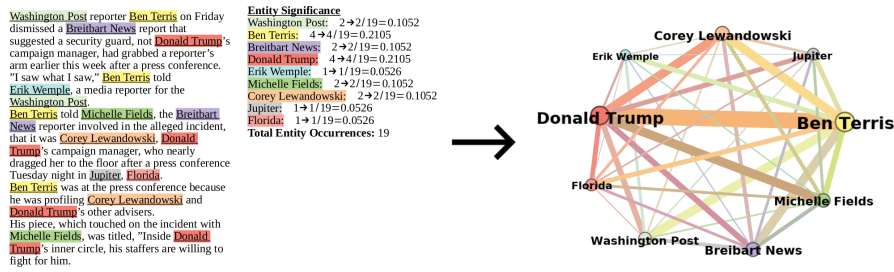 Washington Post reporter Ben Terris on Friday
dismissed a Breitbart News report that
suggested a security guard, not Donald Trump's
campaign manager, had grabbed a reporter's
arm earlier this week after a press conference.
"I saw what I saw," Ben Terris told
Erik Wemple, a media reporter for the
Washington Post.
Ben Terris told Michelle Fields, the Breitbart
News reporter involved in the alleged incident,
that it was Corey Lewandowski, Donald
Trump's campaign manager, who nearly
dragged her to the floor after a press conference
Tuesday night in Jupiter, Florida.
Ben Terris was at the press conference because
he was profiling Corey Lewandowski and
Donald Trump's other advisers.
His piece, which touched on the incident with
Michelle Fields, was titled, "Inside Donald
Trump's inner circle, his staffers are willing to
fight for him.
Entity Significance
Washington Post: 2→2/19=0.1052
Ben Terris: 4→4/19=0.2105
Breitbart News: 2→2/19=0.1052
Donald Trump: 4→4/19=0.2105
Erik Wemple: 1→1/19=0.0526
Michelle Fields: 2→2/19=0.1052
Corey Lewandowski: 2→2/19=0.1052
Jupiter: 1→1/19=0.0526
Florida: 1→1/19=0.0526
Total Entity Occurrences: 19
Corey Lewandowski
Erik Wemple
Jupiter
Donald Trump
Ben Terris
Florida
Michelle Fields
Washington Post
Breitbart News